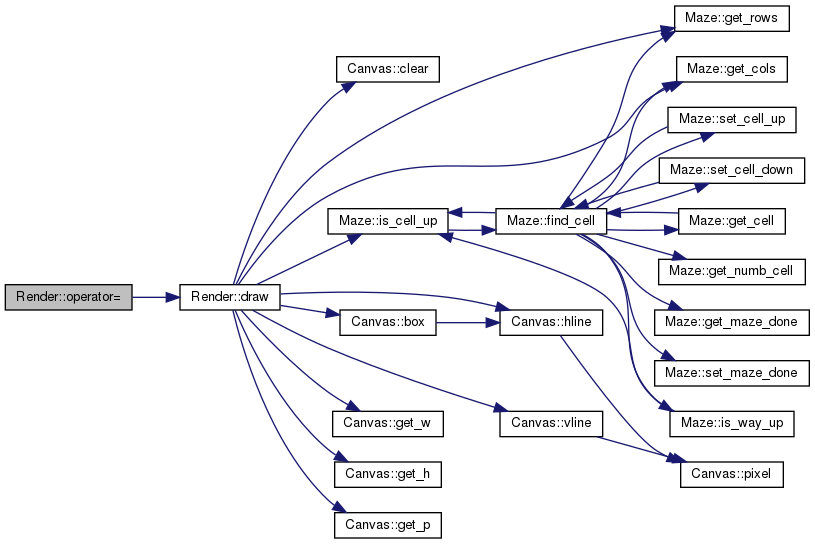 Maze::get_rows
Canvas::clear
Maze::get_cols
Maze::set_cell_up
Maze::set_cell_down
Maze::is_cell_up
Maze::find_cell
Maze::get_cell
Maze::get_numb_cell
Render::operator=
Render::draw
Canvas::box
Canvas::hline
Maze::get_maze_done
Maze::set_maze_done
Canvas::get_w
Canvas::vline
Maze::is_way_up
Canvas::get_h
Canvas::pixel
Canvas::get_p